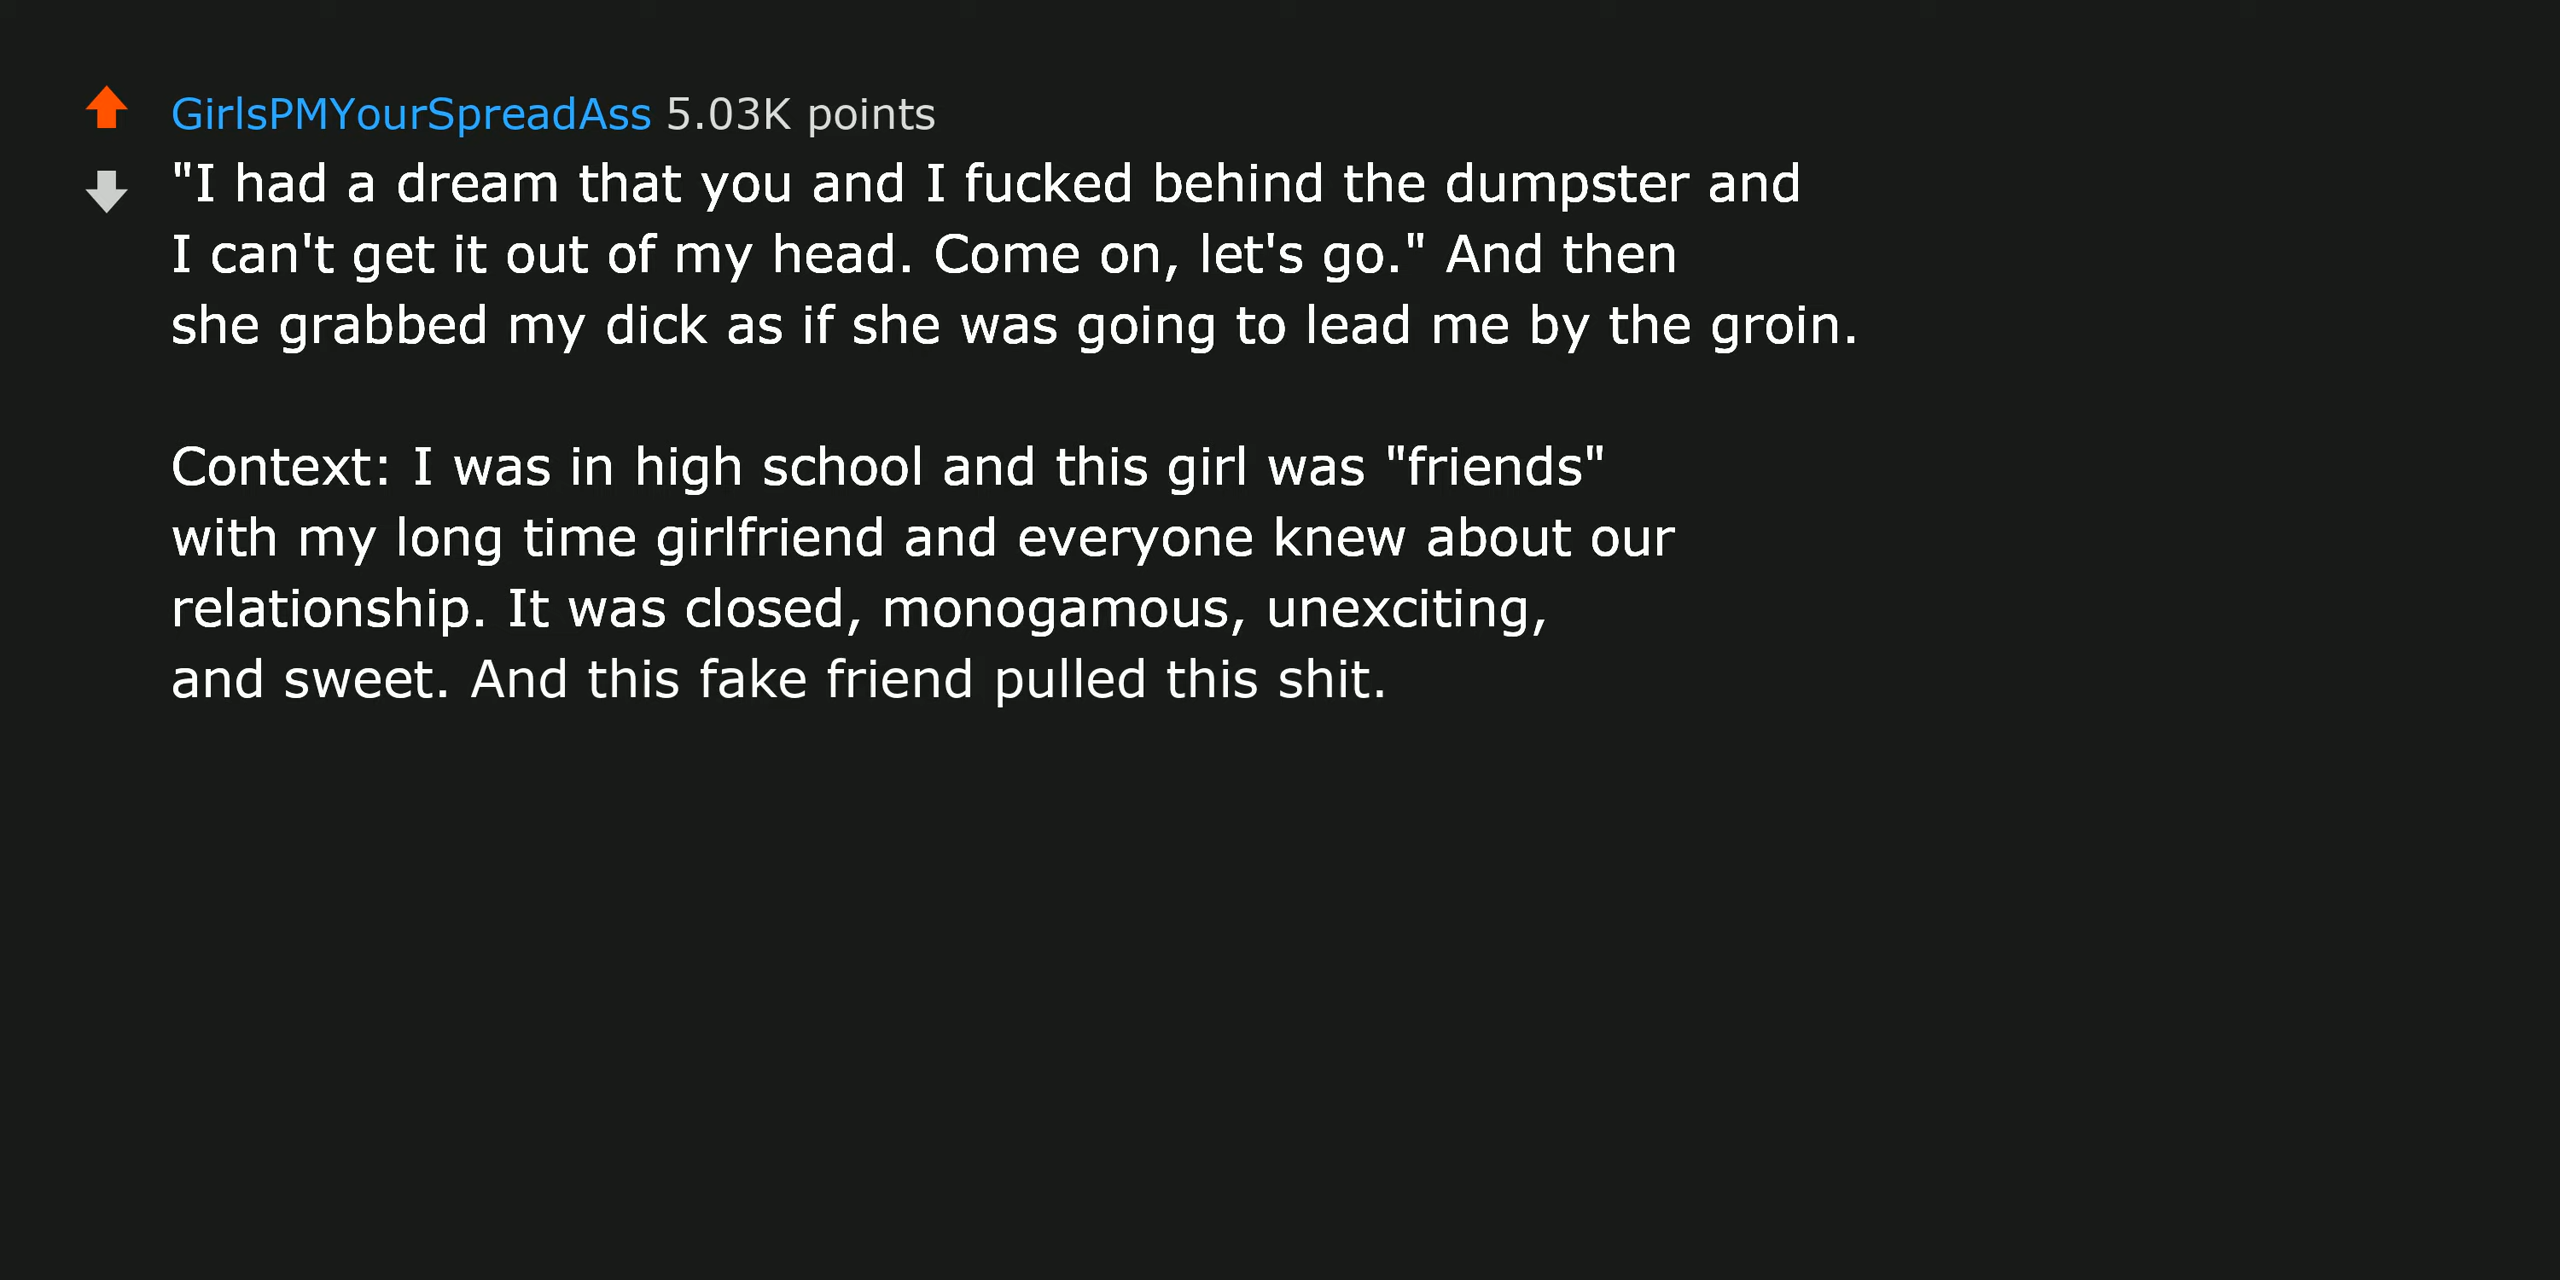 GirlsPMYourSpreadAss 5.03K points
"I had a dream that you and I fucked behind the dumpster and
I can't get it out of my head. Come on, let's go." And then
she grabbed my dick as if she was going to lead me by the groin.
Context: I was in high school and this girl was "friends"
with my long time girlfriend and everyone knew about our
relationship. It was closed, monogamous, unexciting,
and sweet. And this fake friend pulled this shit.